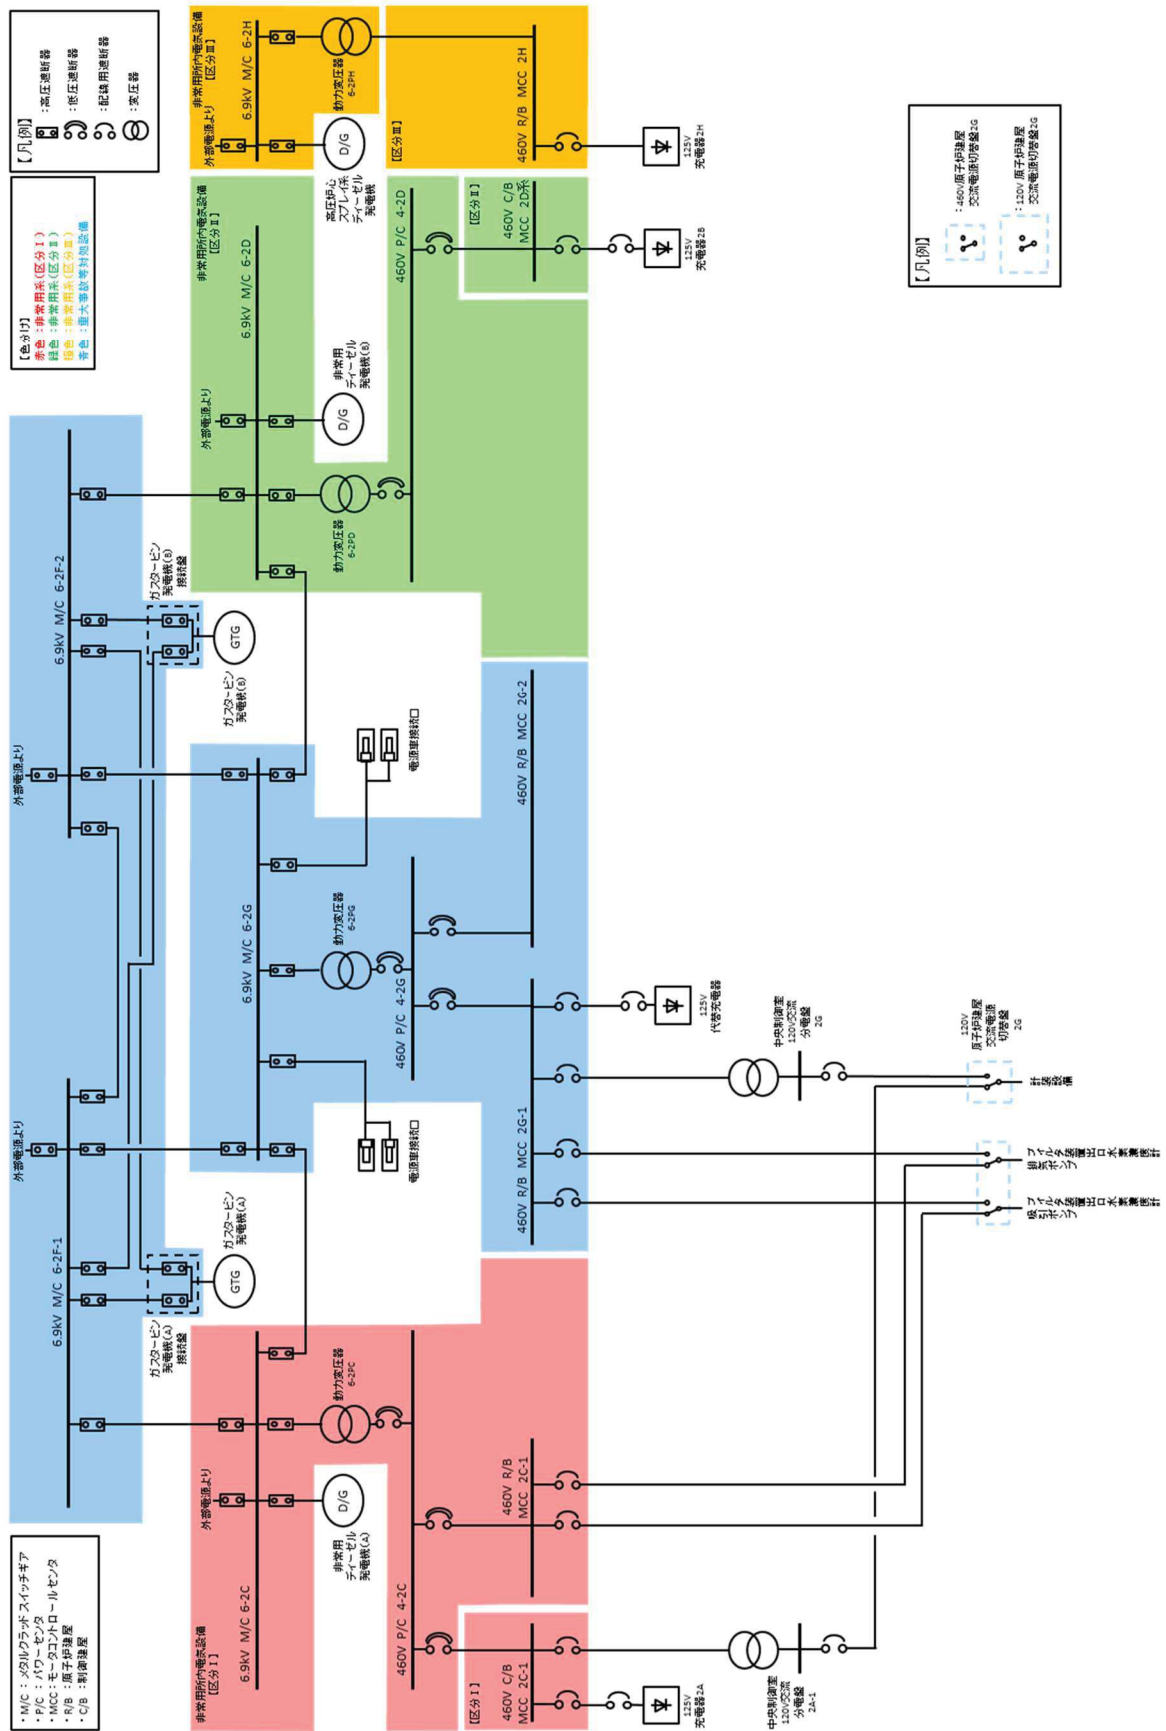 ・M/C ：メタルクラッドスイッチギア
・P/C ：パワーセンタ
・MCC：モータコントロールセンタ
・R/B ：原子炉建屋
・C/B ：制御建屋
外部電源より
6.9kV M/C 6-2F-1
外部電源より
6.9kV M/C 6-2F-2
【色分け】
赤色：非常用系(区分Ⅰ)
緑色：非常用系(区分Ⅱ)
橙色：非常用系(区分Ⅲ)
青色：重大事故等対処設備
【凡例】
：高圧遮断器
：低圧遮断器
：配線用遮断器
：変圧器
ガスタービン
発電機(A)
接続盤
GTG
ガスタービン
発電機(A)
ガスタービン
発電機(B)
接続盤
GTG
ガスタービン
発電機(B)
非常用所内電気設備
【区分Ⅰ】
外部電源より
6.9kV M/C 6-2C
非常用
ディーゼル
発電機(A)
D/G
動力変圧器
6-2PC
460V P/C 4-2C
【区分Ⅰ】
460V C/B
MCC 2C-1
460V R/B
MCC 2C-1
125V
充電器2A
中央制御室
120V交流
分電盤
2A-1
6.9kV M/C 6-2G
電源車接続口
動力変圧器
6-2PG
電源車接続口
460V P/C 4-2G
460V R/B MCC 2G-1
460V R/B MCC 2G-2
125V
代替充電器
中央制御室
120V交流
分電盤
2G
120V
原子炉建屋
交流電源
切替盤
2G
フィルタ装置出口水素濃度計
吸引ポンプ
フィルタ装置出口水素濃度計
排気ポンプ
計装設備
非常用所内電気設備
【区分Ⅱ】
外部電源より
6.9kV M/C 6-2D
動力変圧器
6-2PD
非常用
ディーゼル
発電機(B)
D/G
460V P/C 4-2D
【区分Ⅱ】
460V C/B
MCC 2D系
125V
充電器2B
非常用所内電気設備
【区分Ⅲ】
外部電源より
6.9kV M/C 6-2H
高圧炉心
スプレイ系
ディーゼル
発電機
D/G
動力変圧器
6-2PH
【区分Ⅲ】
460V R/B MCC 2H
125V
充電器2H
【凡例】
：460V原子炉建屋
交流電源切替盤2G
：120V原子炉建屋
交流電源切替盤2G